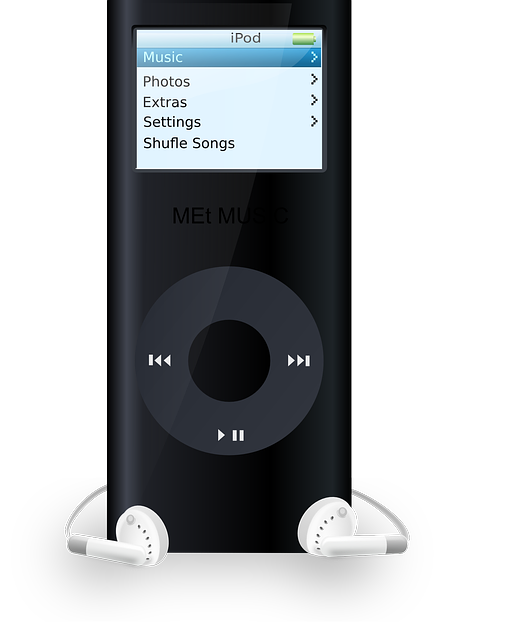 iPod
Music
Photos
Extras
Settings
Shufle Songs
MEt MUSIC